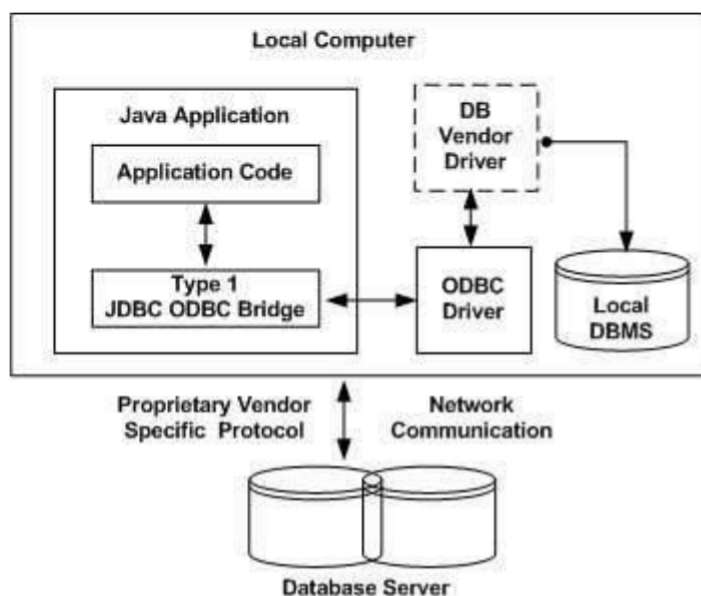 Local Computer
Java Application
Application Code
Type 1
JDBC ODBC Bridge
DB
Vendor
Driver
ODBC
Driver
Local
DBMS
Proprietary Vendor
Specific Protocol
Network
Communication
Database Server